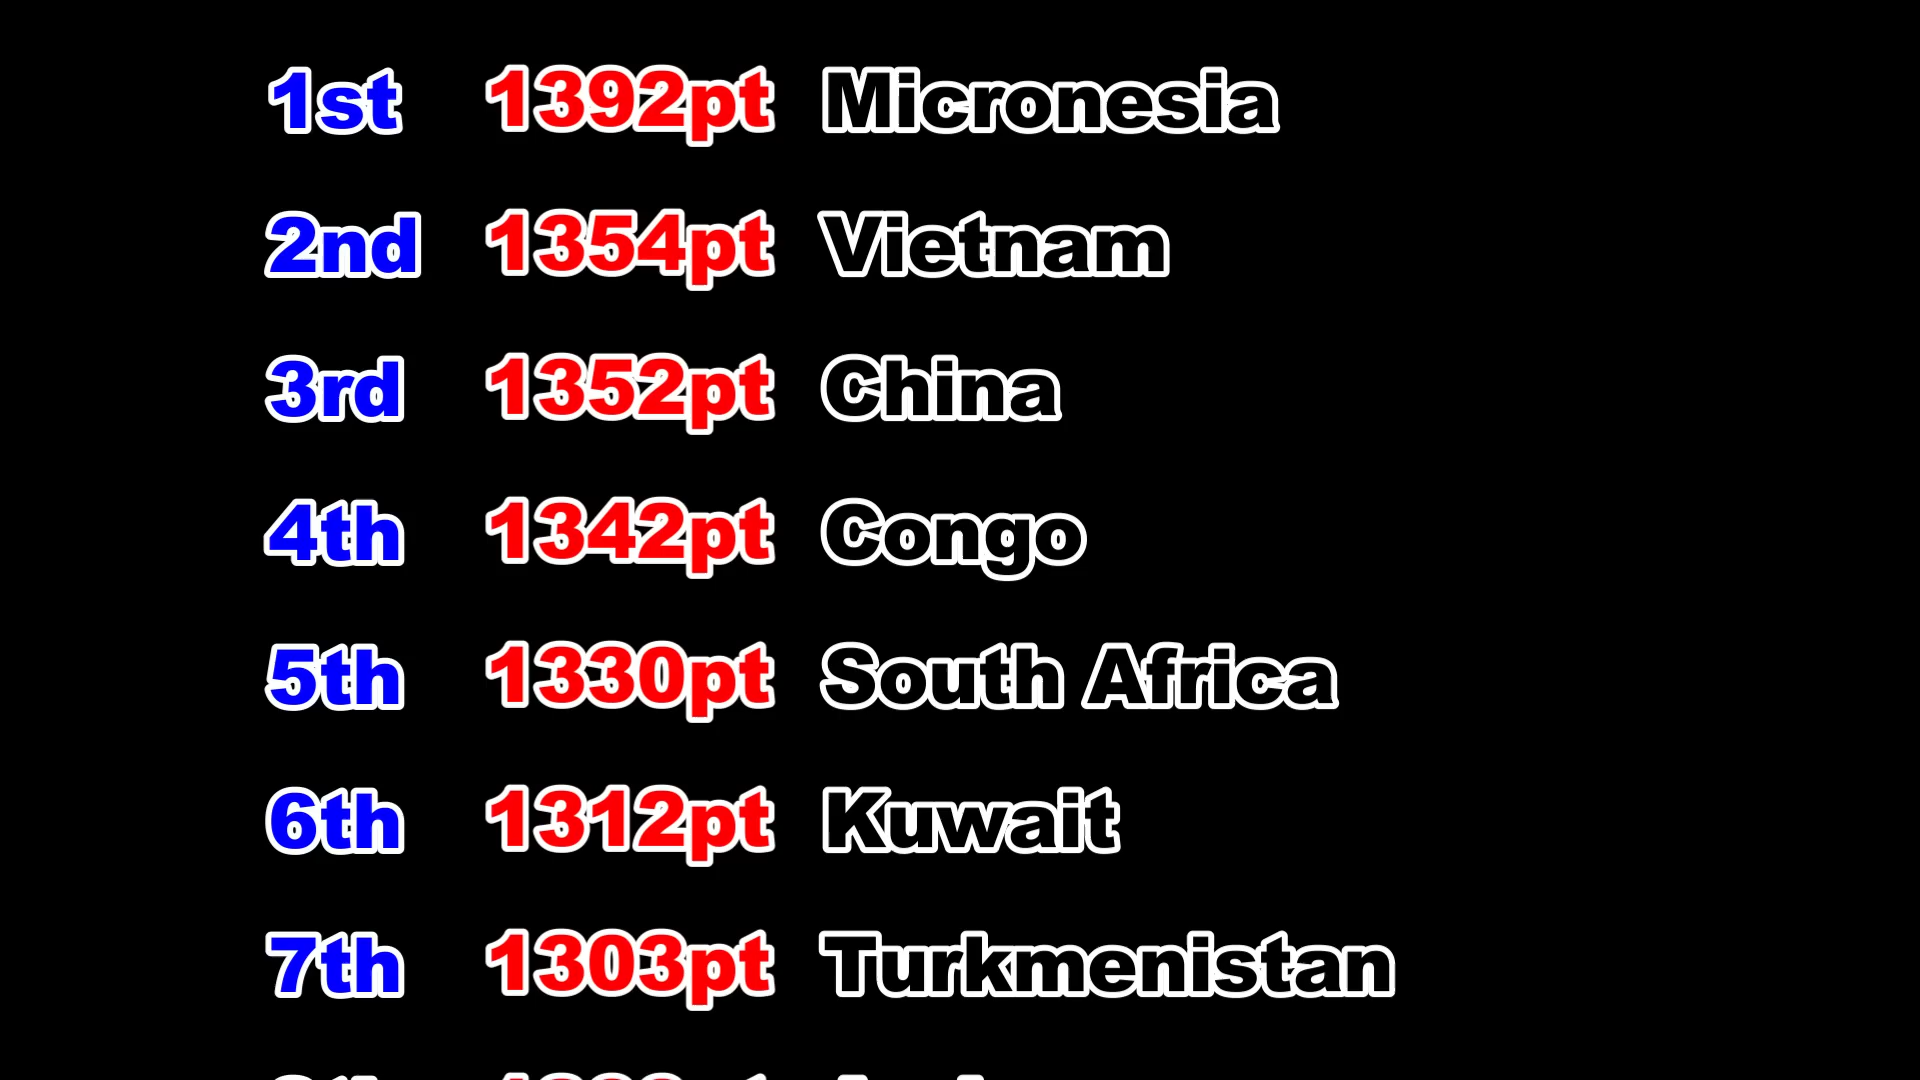 1st 1392pt Micronesia
2nd 1354pt Vietnam
3rd 1352pt China
4th 1342pt Congo
5th 1330pt South Africa
6th 1312pt Kuwait
7th 1303pt Turkmenistan